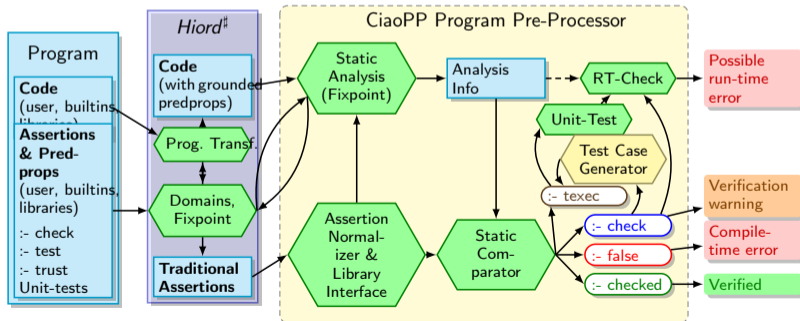 Program
Code
(user, builtins,
libraries)
Assertions
& Pred-
props
(user, builtins,
libraries)
:- check
:- test
:- trust
Unit-tests
Hiord♯
Code
(with grounded
predprops)
Prog. Transf.
Domains,
Fixpoint
Traditional
Assertions
CiaoPP Program Pre-Processor
Static
Analysis
(Fixpoint)
Assertion
Normal-
izer &
Library
Interface
Analysis
Info
Static
Com-
parator
RT-Check
Unit-Test
Test Case
Generator
:- texec
:- check
:- false
:- checked
Possible
run-time
error
Verification
warning
Compile-
time error
Verified